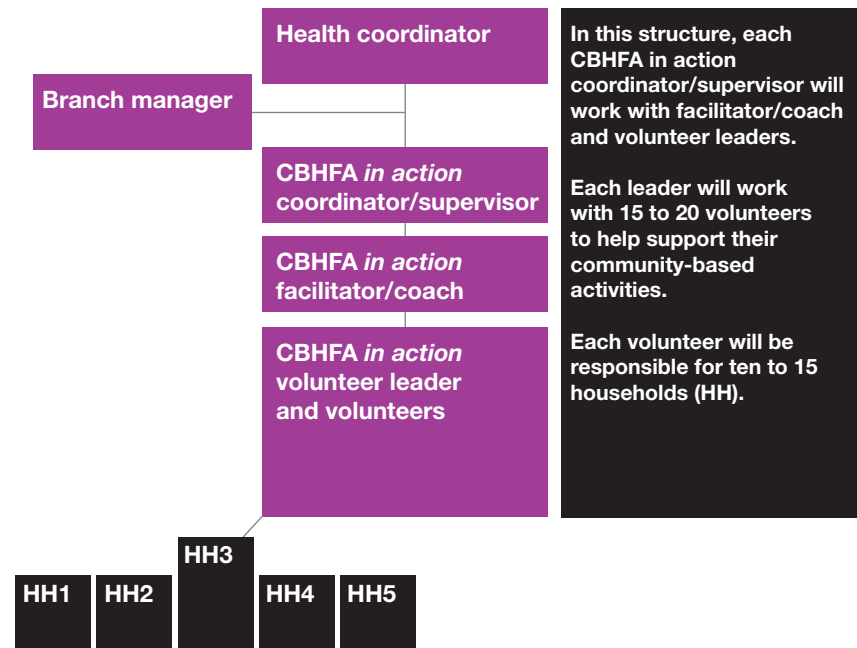 Health coordinator
Branch manager
CBHFA in action
coordinator/supervisor
CBHFA in action
facilitator/coach
CBHFA in action
volunteer leader
and volunteers
In this structure, each
CBHFA in action
coordinator/supervisor will
work with facilitator/coach
and volunteer leaders.
Each leader will work
with 15 to 20 volunteers
to help support their
community-based
activities.
Each volunteer will be
responsible for ten to 15
households (HH).
HH1
HH2
HH3
HH4
HH5